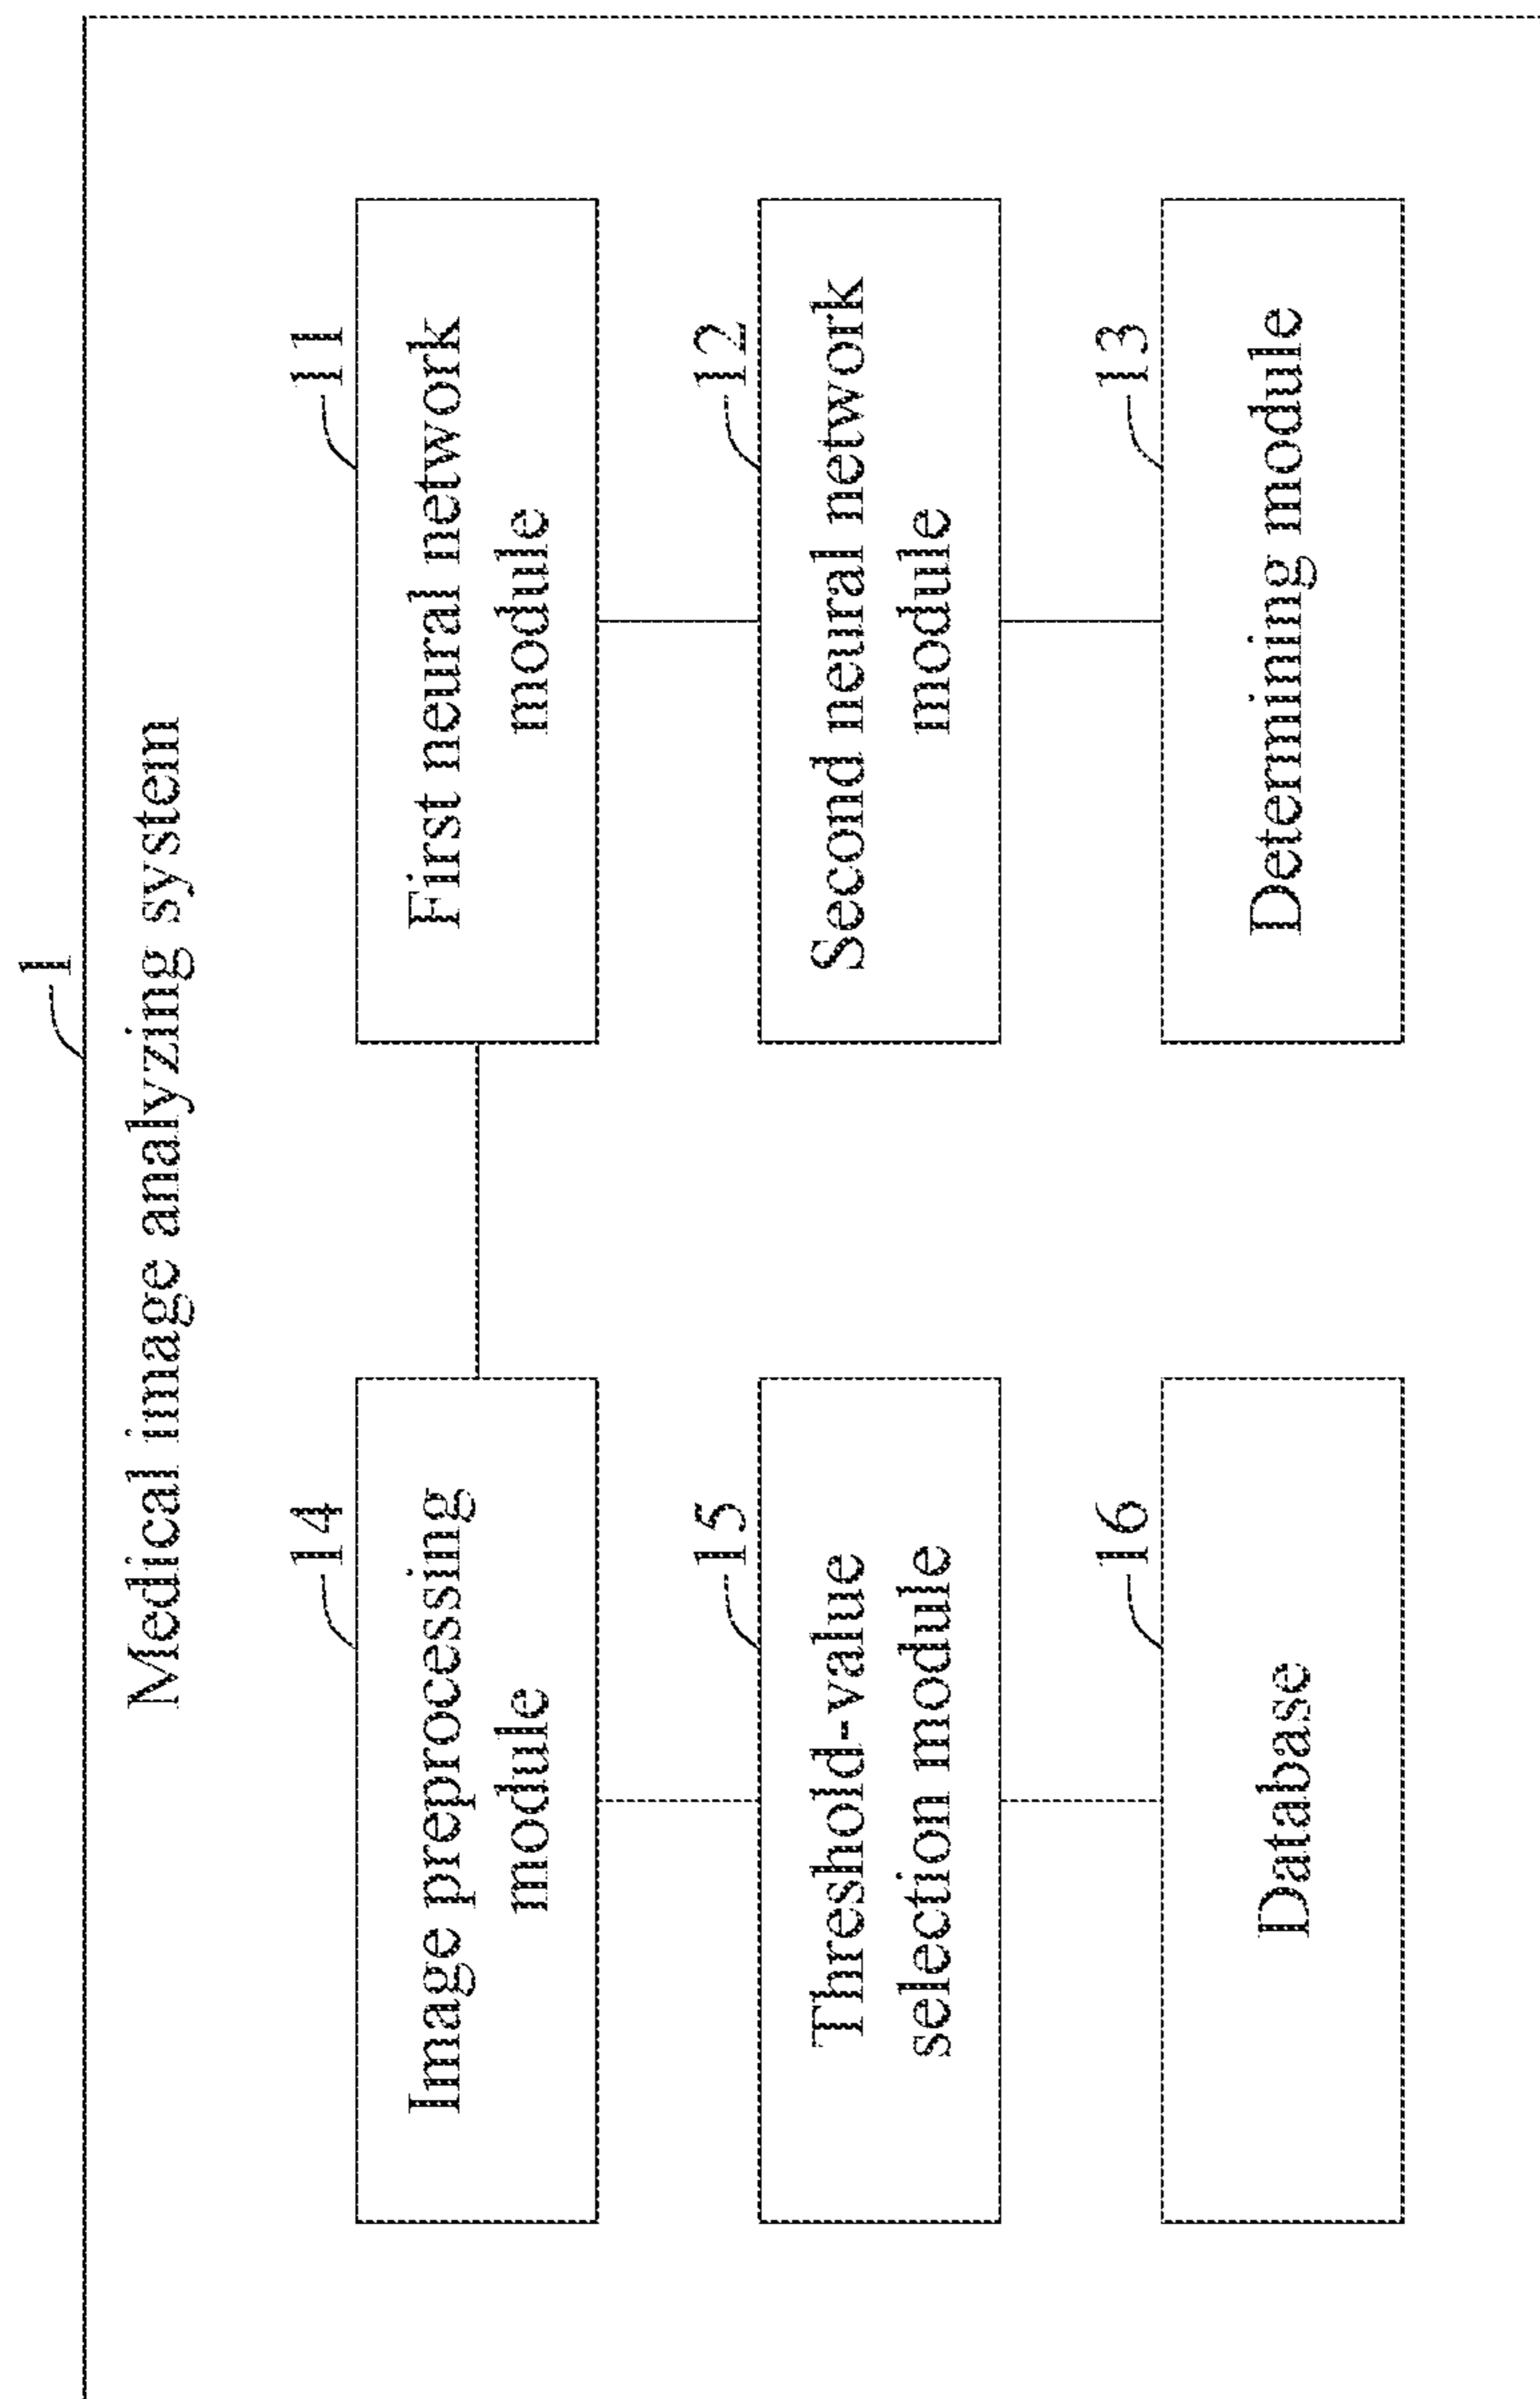 1
Medical image analyzing system
14
Image preprocessing
module
11
First neural network
module
15
Threshold-value
selection module
12
Second neural network
module
16
Database
13
Determining module